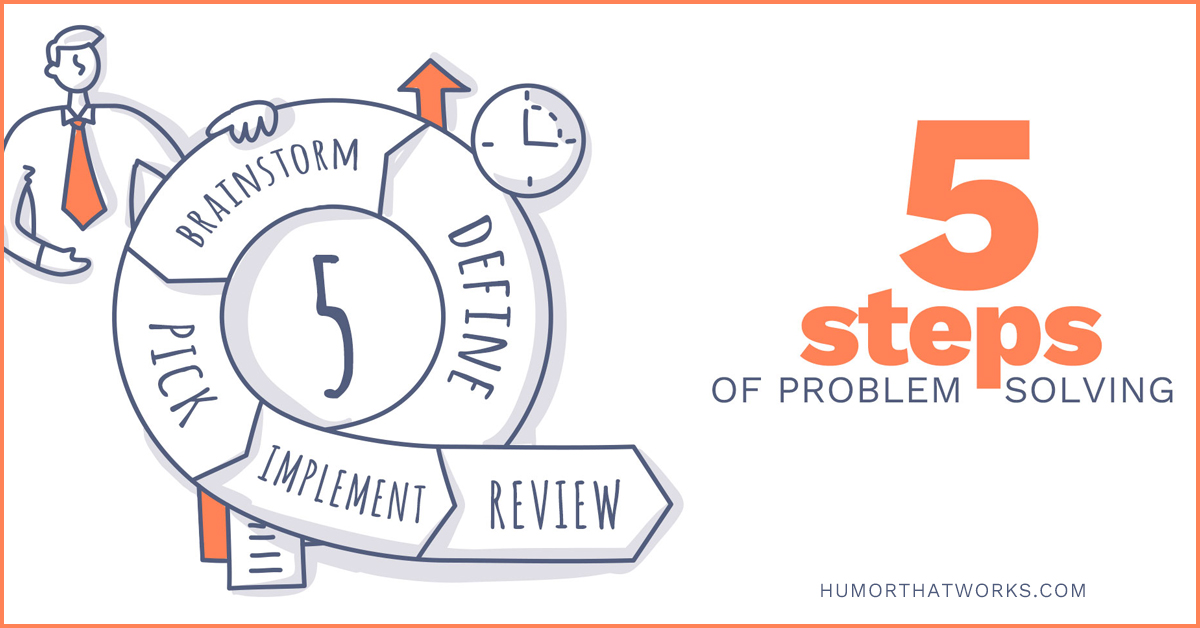 BRAINSTORM
DEFINE
5
PICK
IMPLEMENT
REVIEW
5
steps
OF PROBLEM SOLVING
HUMORTHATWORKS.COM